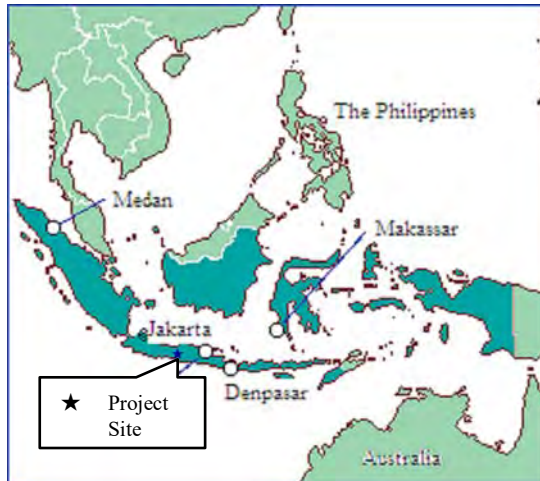 The Philippines
Medan
Makassar
Jakarta
Denpasar
★ Project
Site
Australia